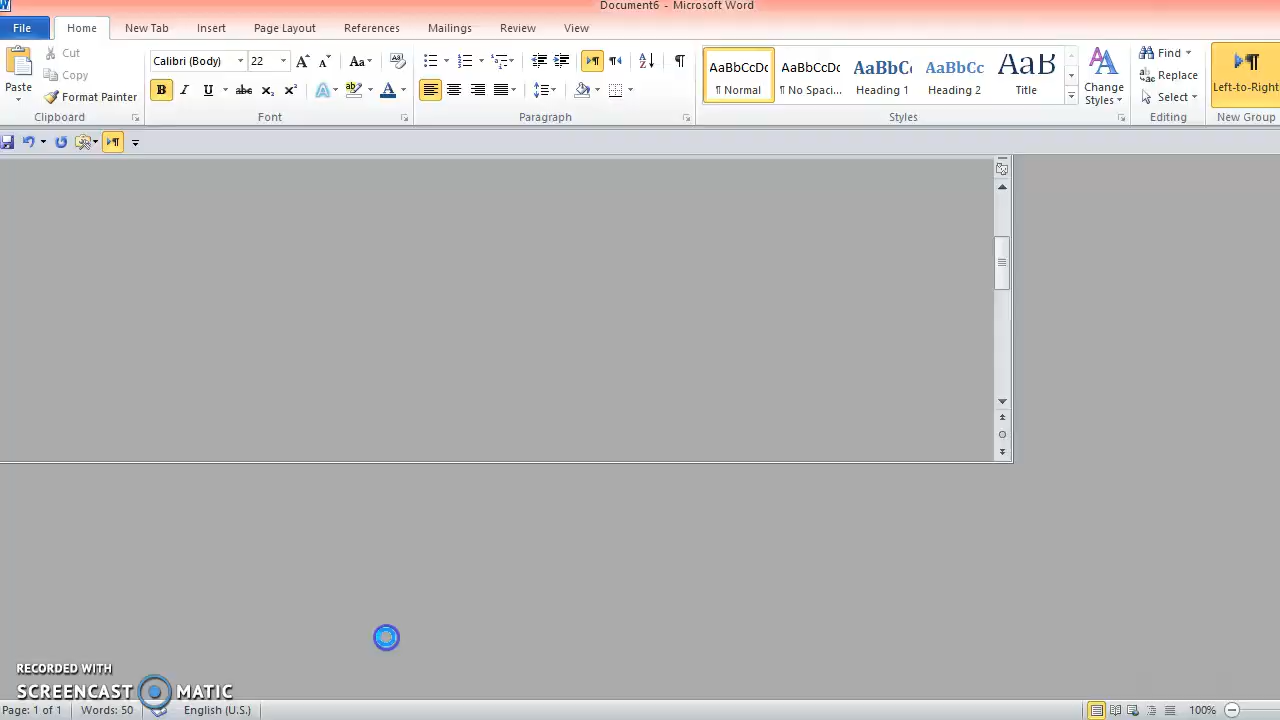 Document6 - Microsoft Word
File Home New Tab Insert Page Layout References Mailings Review View
Cut
Copy
Format Painter
Paste
Clipboard
Calibri (Body) 22
Font
Paragraph
AaBbCcDc AaBbCcDc AaBbCc AaBbCc AaB
¶ Normal ¶ No Spaci... Heading 1 Heading 2 Title
Change
Styles
Styles
Find
Replace
Select
Editing
Left-to-Right
New Group
RECORDED WITH
SCREENCAST MATIC
Page: 1 of 1 Words: 50 English (U.S.) 100%